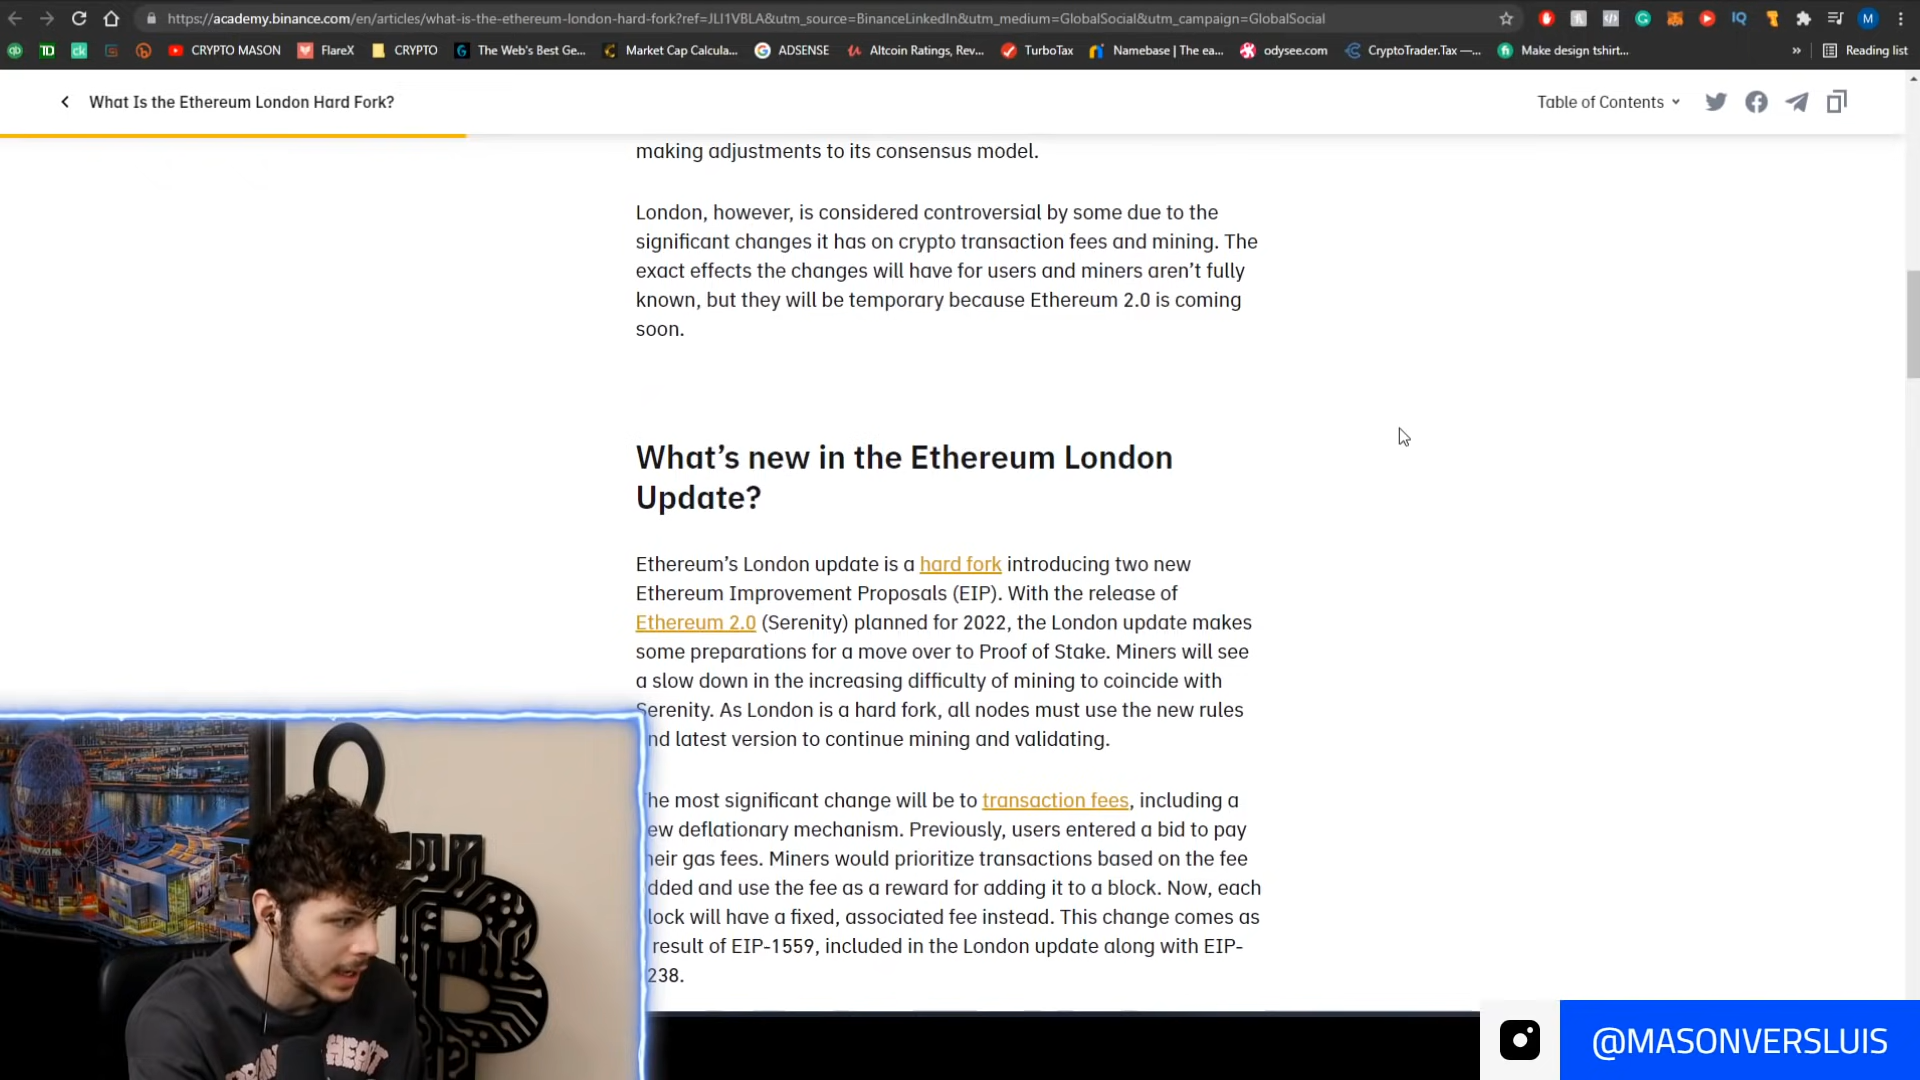 https://academy.binance.com/en/articles/what-is-the-ethereum-london-hard-fork?ref=JLI1VBLA&utm_source=BinanceLinkedIn&utm_medium=GlobalSocial&utm_campaign=GlobalSocial
CRYPTO MASON FlareX CRYPTO The Web's Best Ge... Market Cap Calcula... ADSENSE Altcoin Ratings, Rev... TurboTax Namebase | The ea... odysee.com CryptoTrader.Tax —... Make design tshirt... » Reading list
What Is the Ethereum London Hard Fork?
Table of Contents
making adjustments to its consensus model.
London, however, is considered controversial by some due to the
significant changes it has on crypto transaction fees and mining. The
exact effects the changes will have for users and miners aren’t fully
known, but they will be temporary because Ethereum 2.0 is coming
soon.
What’s new in the Ethereum London
Update?
Ethereum’s London update is a hard fork introducing two new
Ethereum Improvement Proposals (EIP). With the release of
Ethereum 2.0 (Serenity) planned for 2022, the London update makes
some preparations for a move over to Proof of Stake. Miners will see
a slow down in the increasing difficulty of mining to coincide with
Serenity. As London is a hard fork, all nodes must use the new rules
nd latest version to continue mining and validating.
he most significant change will be to transaction fees, including a
ew deflationary mechanism. Previously, users entered a bid to pay
heir gas fees. Miners would prioritize transactions based on the fee
dded and use the fee as a reward for adding it to a block. Now, each
lock will have a fixed, associated fee instead. This change comes as
result of EIP-1559, included in the London update along with EIP-
238.
@MASONVERSLUIS